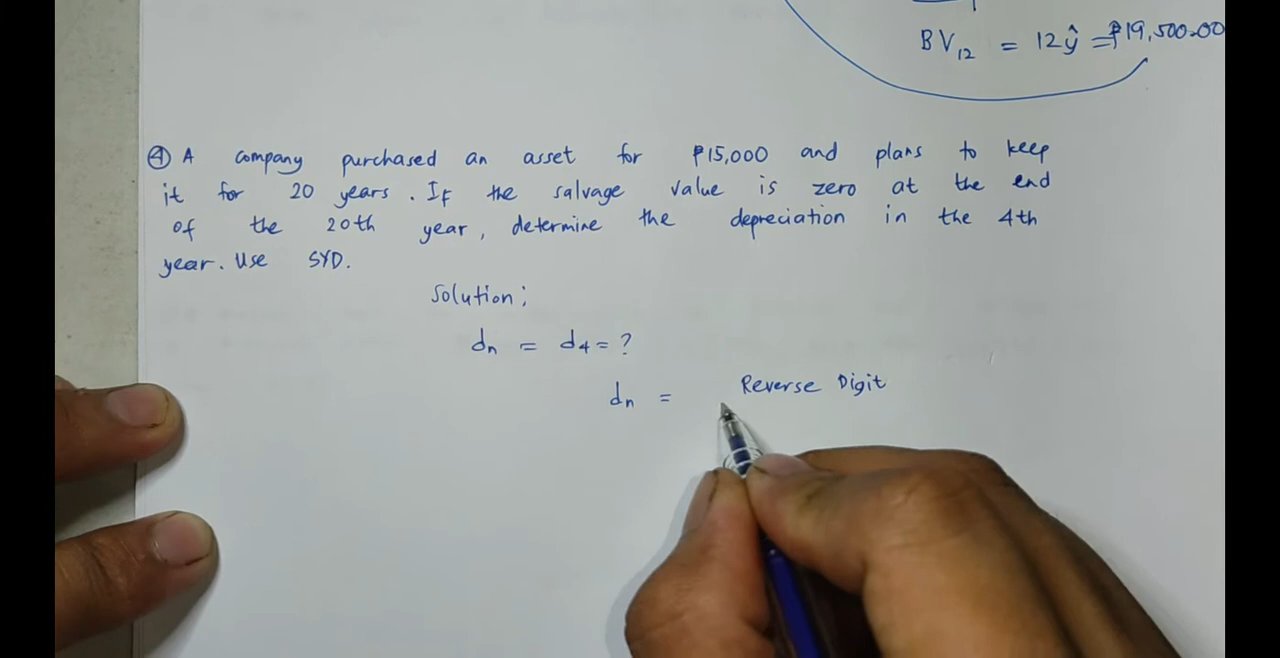 BV₁₂ = 12ŷ = ₱19,500.00
④ A company purchased an asset for ₱15,000 and plans to keep
it for 20 years. If the salvage value is zero at the end
of the 20th year, determine the depreciation in the 4th
year. Use SYD.
Solution:
dₙ = d₄ = ?
dₙ = Reverse Digit